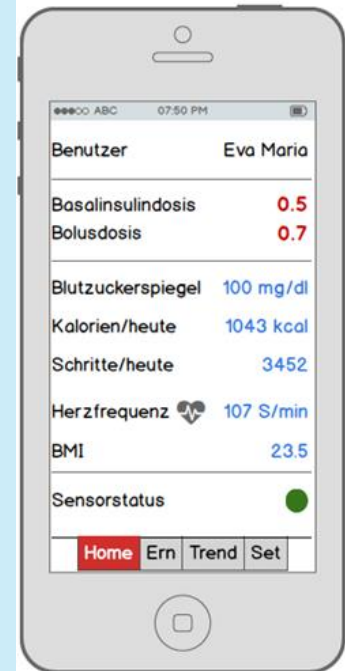 ABC 07:50 PM
Benutzer Eva Maria
Basalinsulindosis 0.5
Bolusdosis 0.7
Blutzuckerspiegel 100 mg/dl
Kalorien/heute 1043 kcal
Schritte/heute 3452
Herzfrequenz 107 S/min
BMI 23.5
Sensorstatus
Home Ern Trend Set